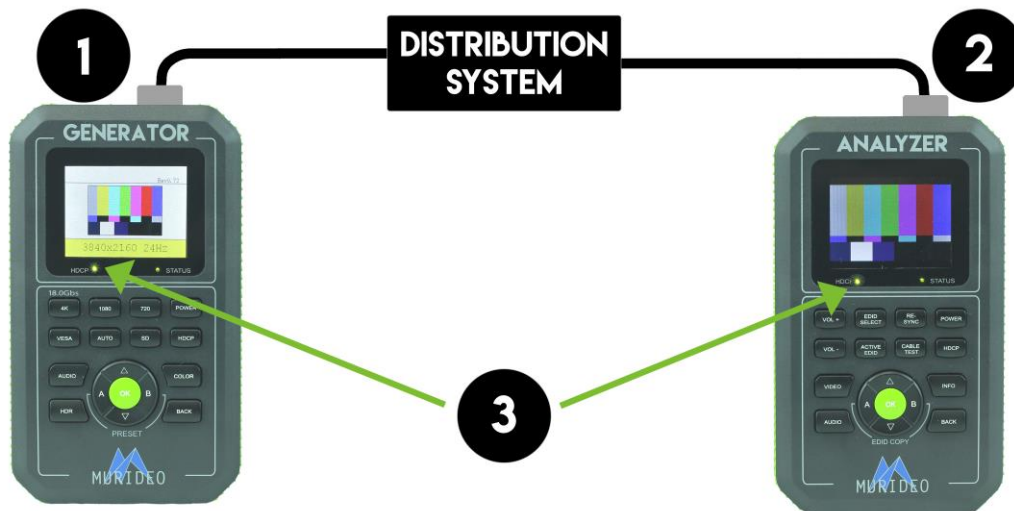 1
DISTRIBUTION
SYSTEM
2
GENERATOR
3840x2160 24Hz
HDCP
STATUS
18.0Gbs
4K
1080
720
POWER
VESA
AUTO
SD
HDCP
AUDIO
COLOR
A
OK
B
HDR
BACK
PRESET
MURIDEO
3
ANALYZER
STATUS
VOL +
EDID
SELECT
RE-
SYNC
POWER
VOL -
ACTIVE
EDID
CABLE
TEST
HDCP
VIDEO
INFO
A
OK
B
AUDIO
BACK
EDID COPY
MURIDEO